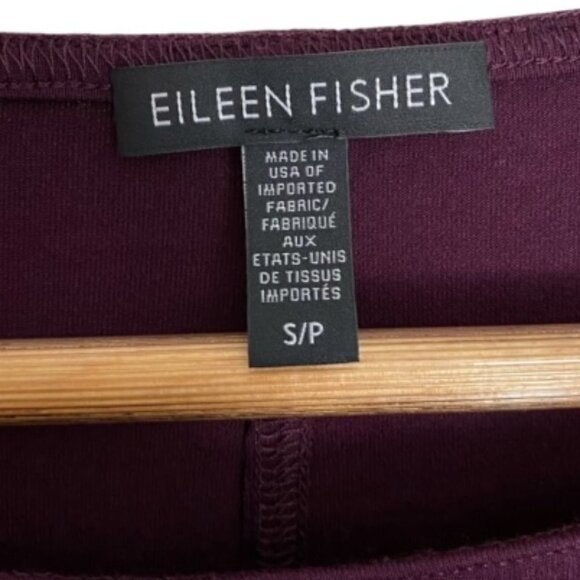 EILEEN FISHER
MADE IN
USA OF
IMPORTED
FABRIC/
FABRIQUÉ
AUX
ETATS-UNIS
DE TISSUS
IMPORTÉS
S/P